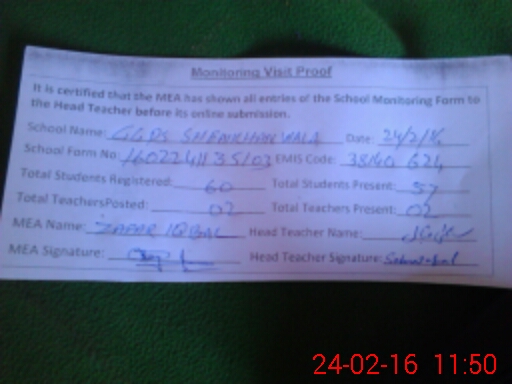 Monitoring Visit Proof
It is certified that the MEA has shown all entries of the School Monitoring Form to
the Head Teacher before its online submission.
School Name: GGPS Date: 24/2/16
School Form No. EMIS Code: 38140 624
Total Students Registered: 60 Total Students Present: 57
Total TeachersPosted: 02 Total Teachers Present: 02
MEA Name: ZAFAR IQBAL Head Teacher Name:
MEA Signature: Head Teacher Signature:
24-02-16 11:50